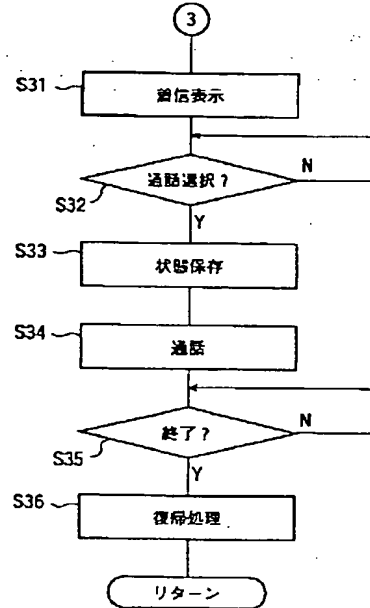 3
S31
着信表示
通話選択？
N
S32
Y
S33
状態保存
S34
通話
終了？
N
S35
Y
S36
復帰処理
リターン